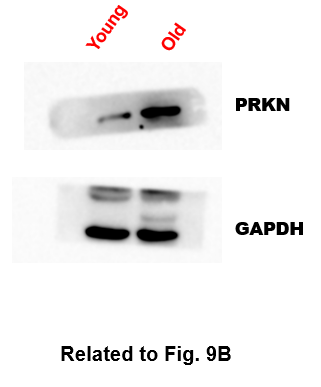 Young Old
PRKN
GAPDH
Related to Fig. 9B